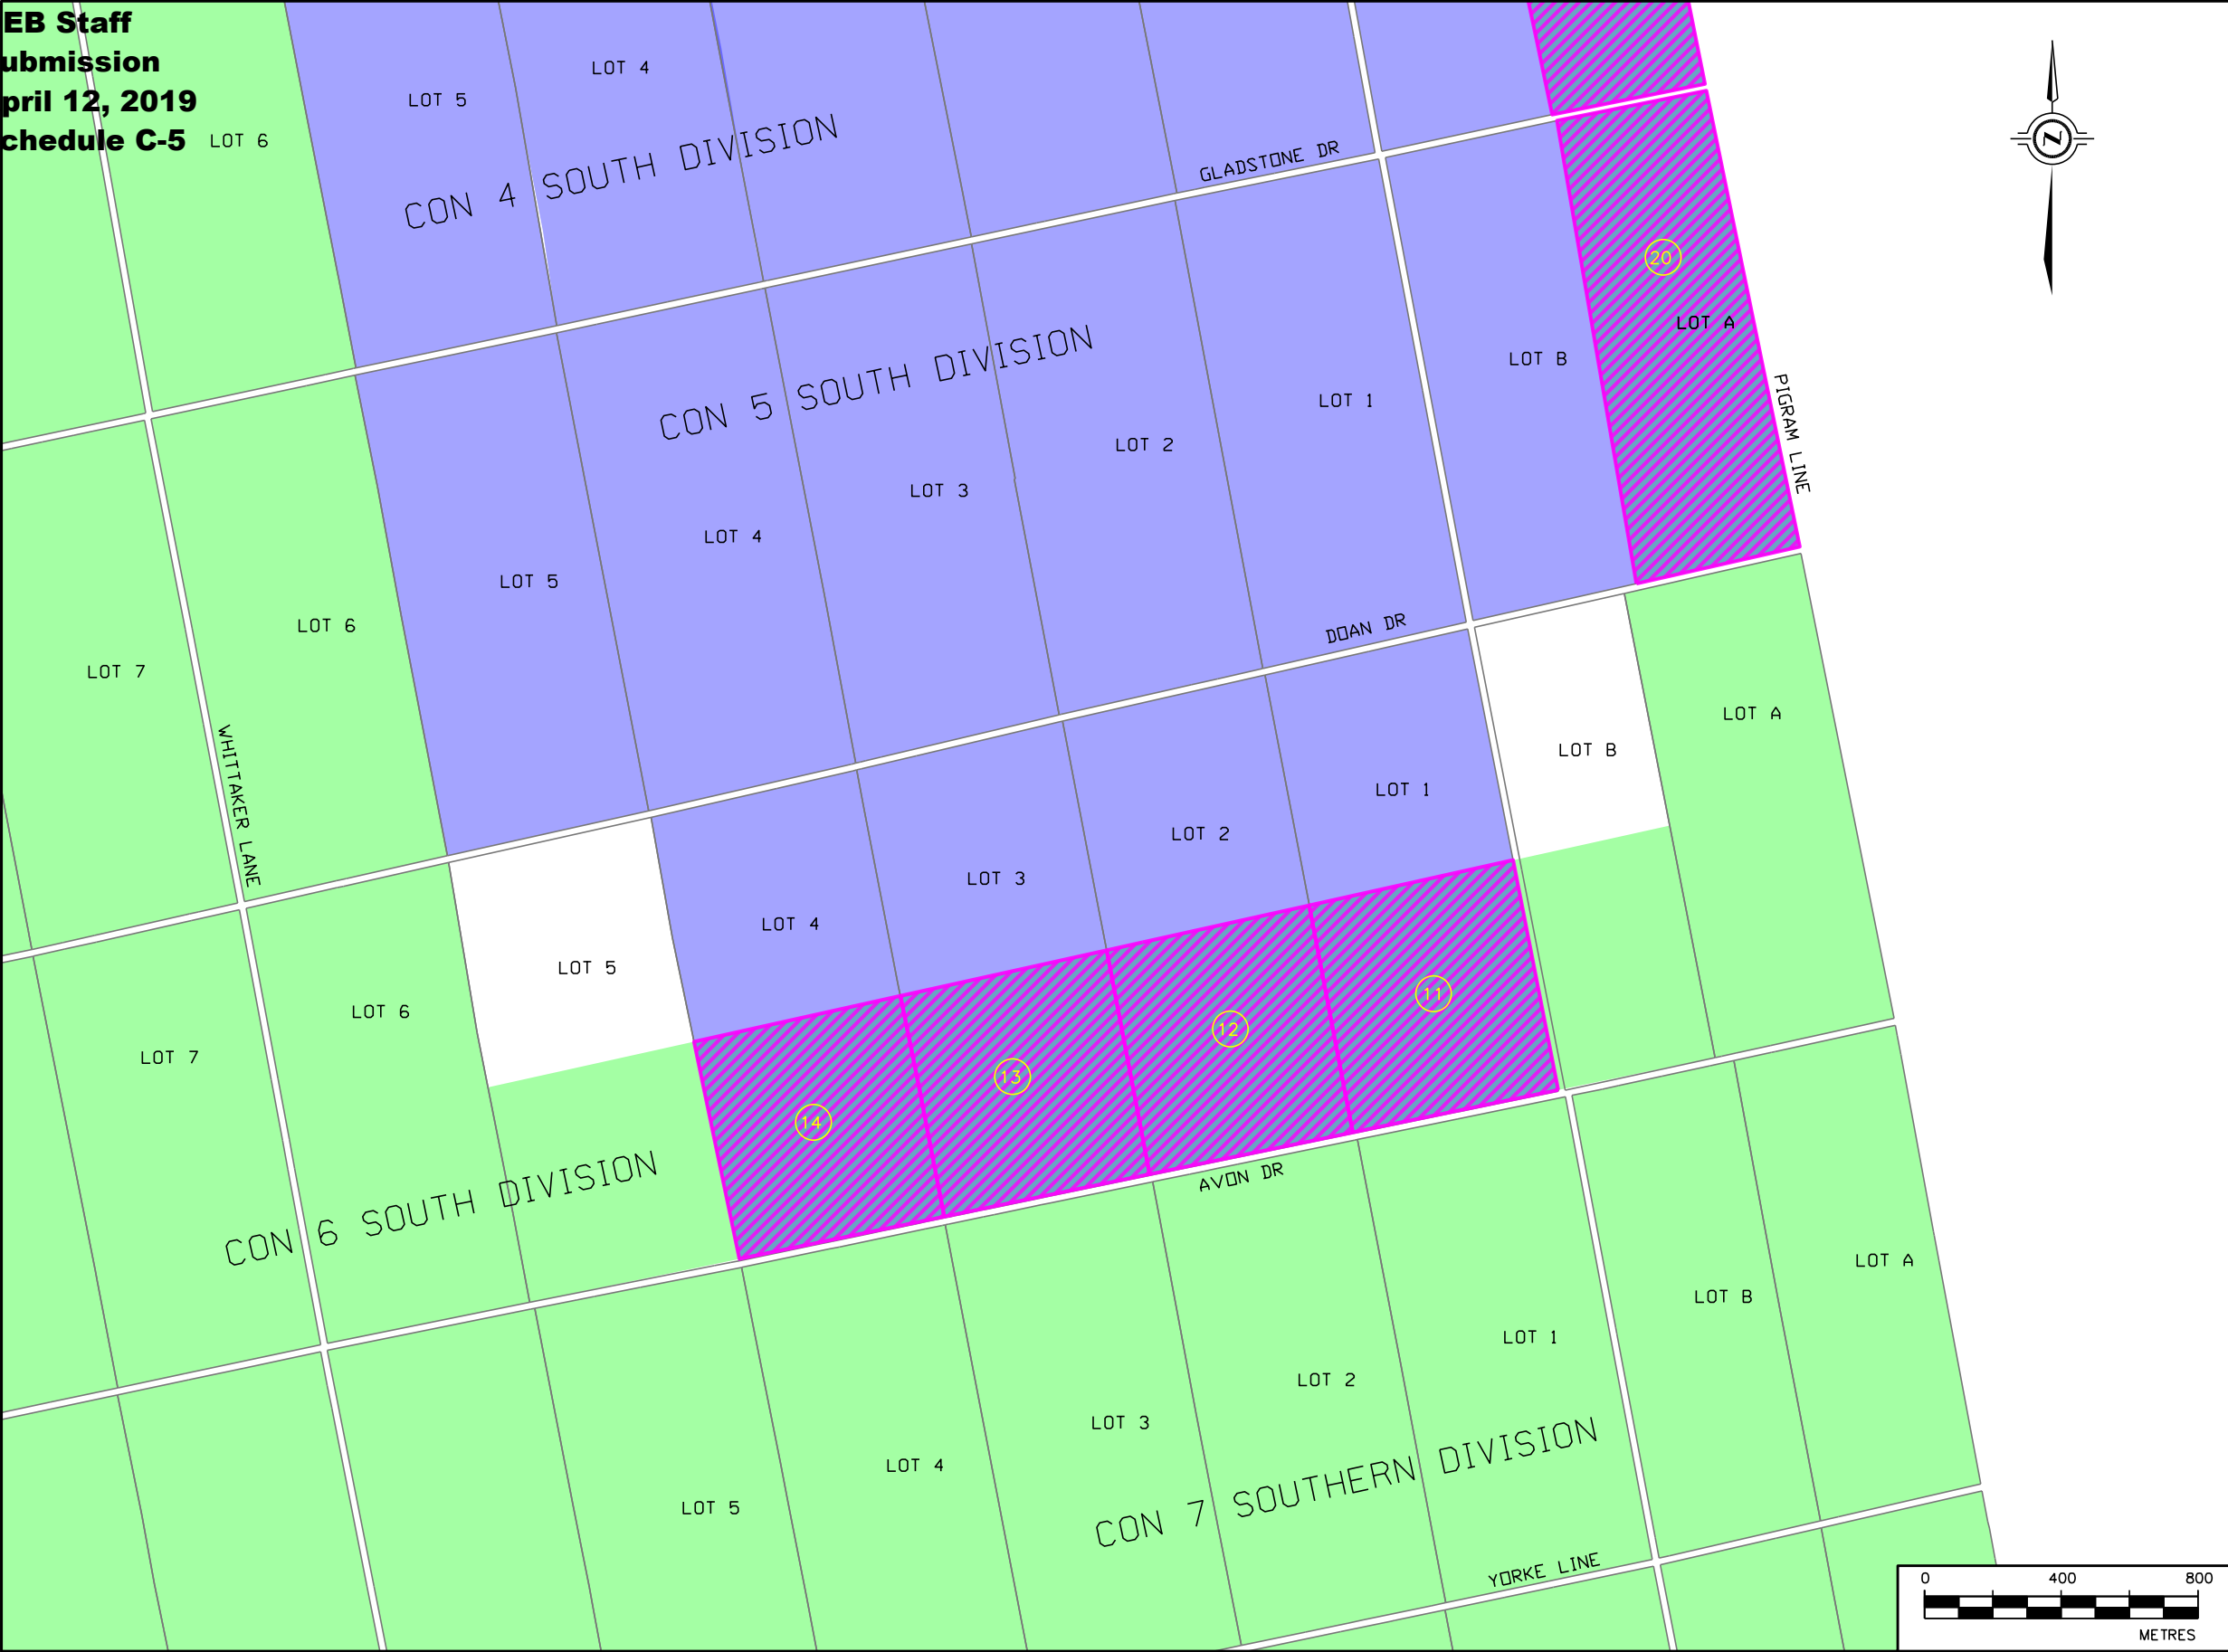 EB Staff
ubmission
pril 12, 2019
chedule C-5
LOT 6
LOT 5
LOT 4
CON 4 SOUTH DIVISION
GLADSTONE DR
N
20
LOT A
PIGRAM LINE
LOT B
LOT 1
CON 5 SOUTH DIVISION
LOT 2
LOT 3
LOT 4
LOT 5
LOT 6
LOT 7
WHITTAKER LANE
DOAN DR
LOT A
LOT B
LOT 1
LOT 2
LOT 3
LOT 4
LOT 5
LOT 6
LOT 7
11
12
13
14
CON 6 SOUTH DIVISION
AVON DR
LOT A
LOT B
LOT 1
LOT 2
LOT 3
LOT 4
LOT 5
CON 7 SOUTHERN DIVISION
YORKE LINE
0 400 800
METRES